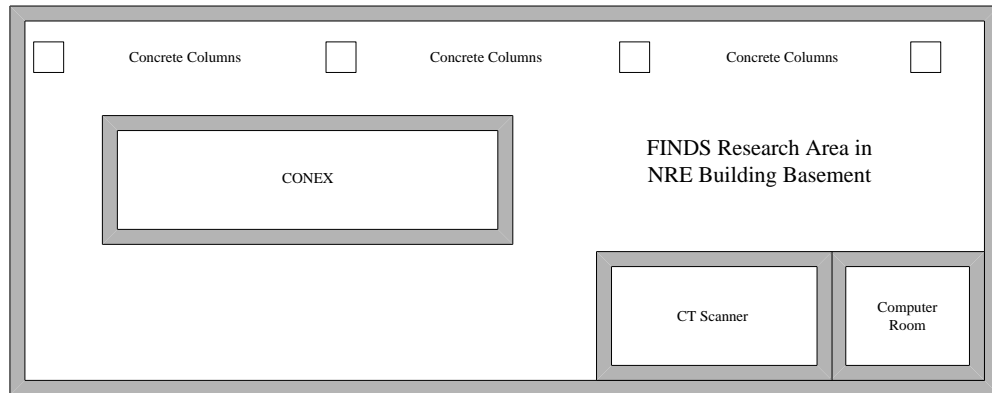 Concrete Columns
Concrete Columns
Concrete Columns
FINDS Research Area in
NRE Building Basement
CONEX
CT Scanner
Computer
Room